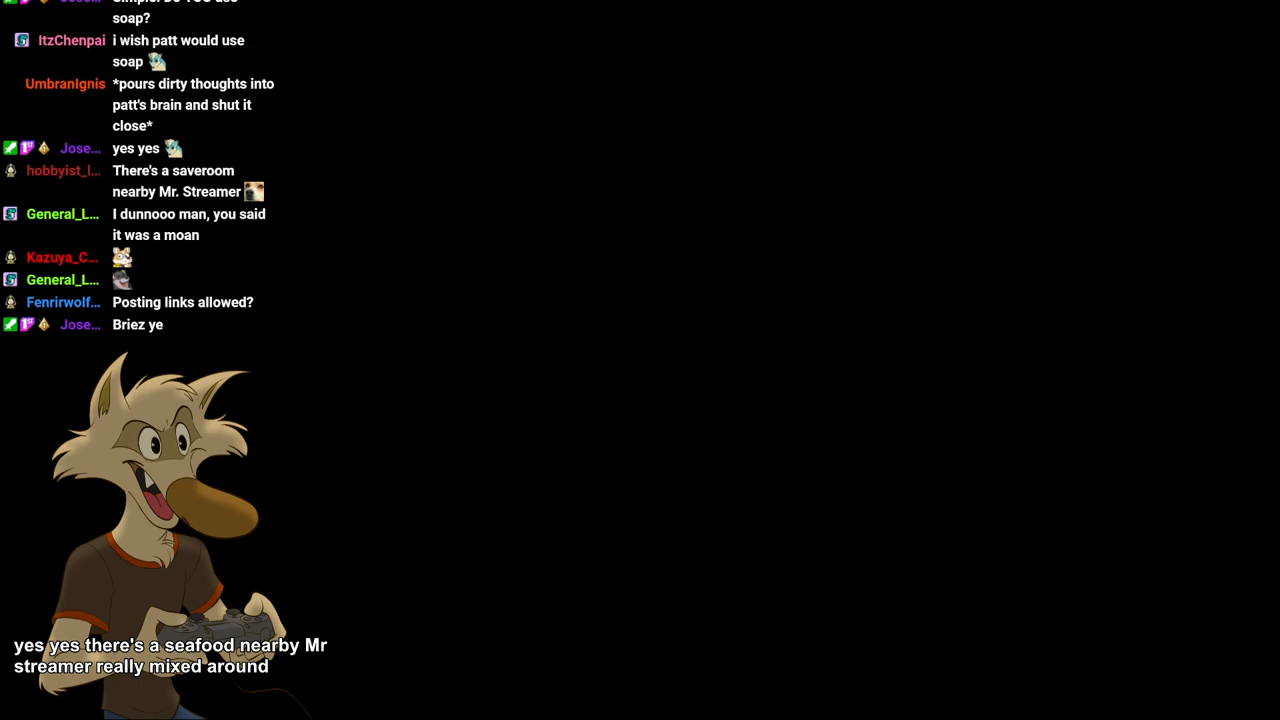 soap?
ItzChenpai i wish patt would use
soap
UmbranIgnis *pours dirty thoughts into
patt's brain and shut it
close*
Jose... yes yes
hobbyist_l... There's a saveroom
nearby Mr. Streamer
General_L... I dunnooo man, you said
it was a moan
Kazuya_C...
General_L...
Fenrirwolf... Posting links allowed?
Jose... Briez ye
yes yes there's a seafood nearby Mr
streamer really mixed around